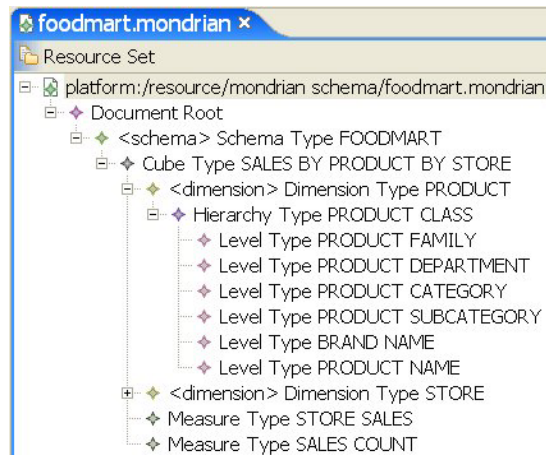 foodmart.mondrian
Resource Set
platform:/resource/mondrian schema/foodmart.mondrian
Document Root
<schema> Schema Type FOODMART
Cube Type SALES BY PRODUCT BY STORE
<dimension> Dimension Type PRODUCT
Hierarchy Type PRODUCT CLASS
Level Type PRODUCT FAMILY
Level Type PRODUCT DEPARTMENT
Level Type PRODUCT CATEGORY
Level Type PRODUCT SUBCATEGORY
Level Type BRAND NAME
Level Type PRODUCT NAME
<dimension> Dimension Type STORE
Measure Type STORE SALES
Measure Type SALES COUNT